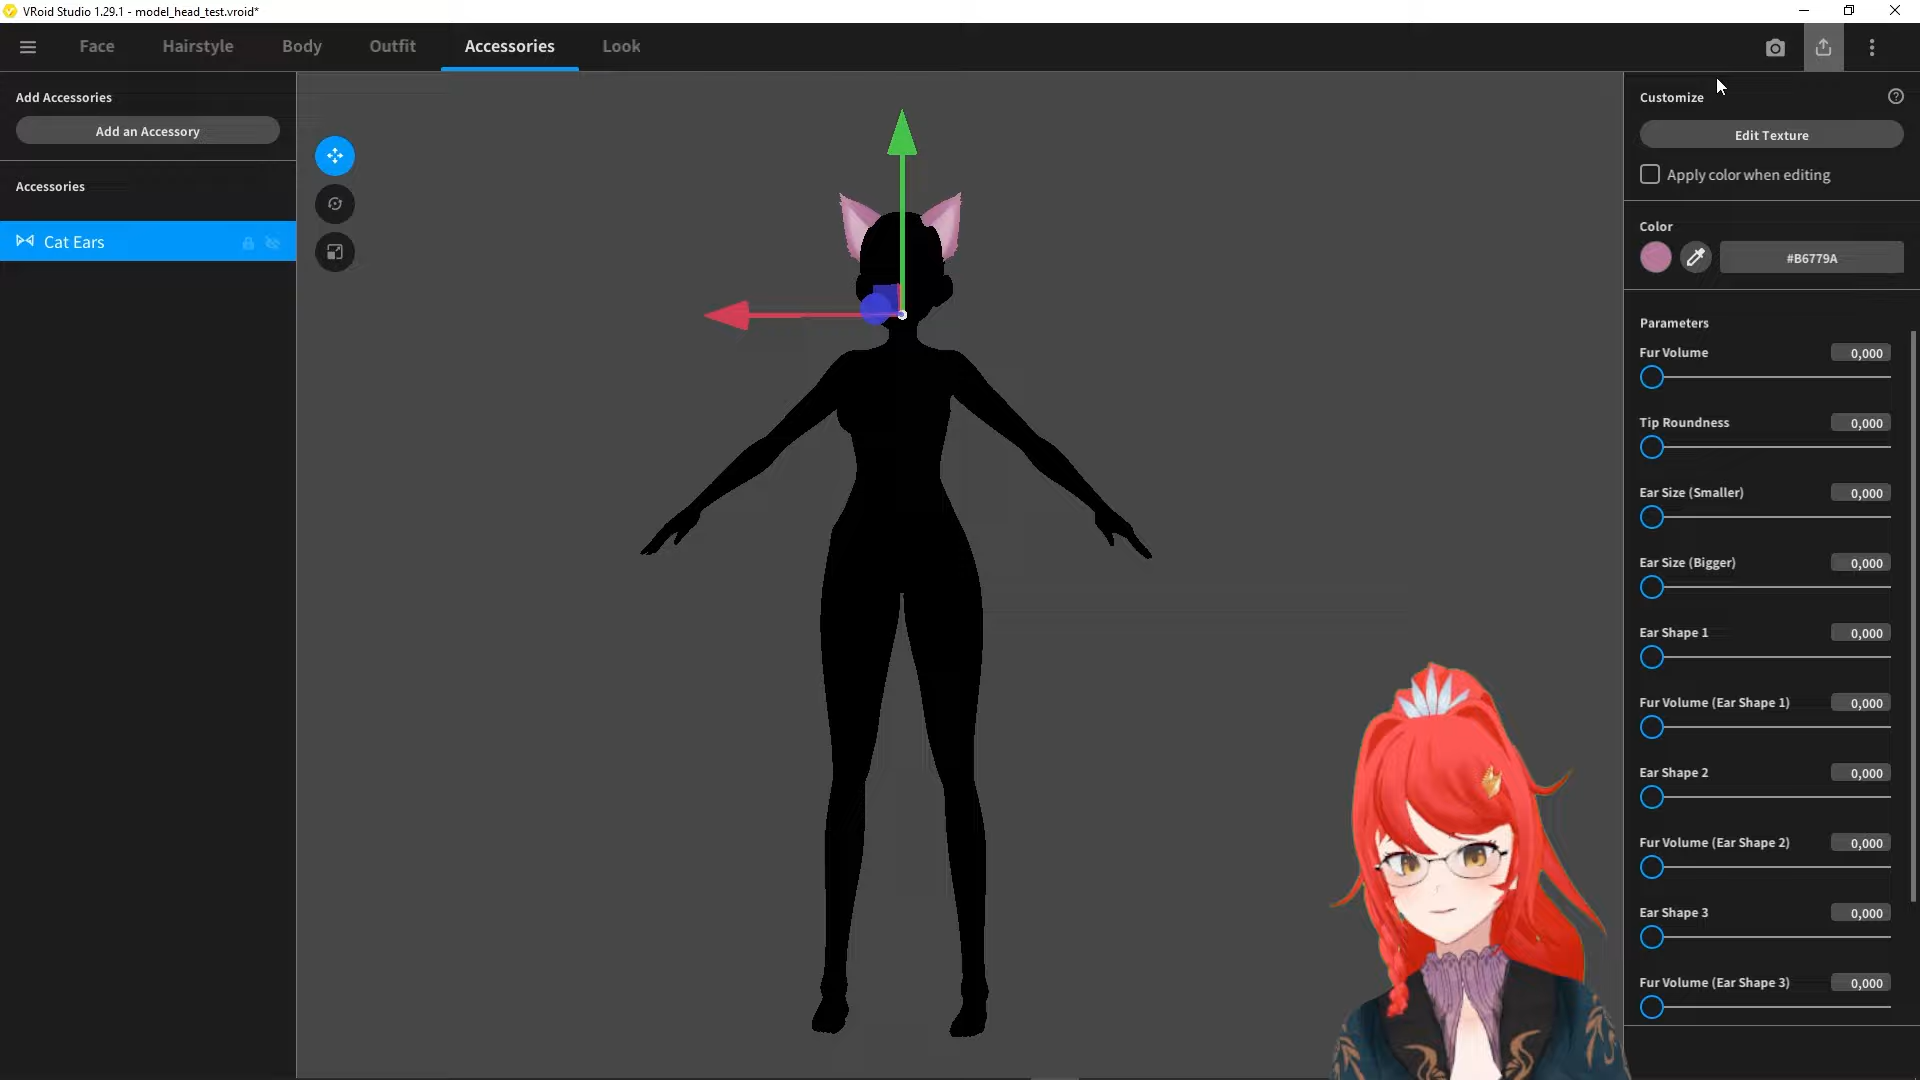 VRoid Studio 1.29.1 - model_head_test.vroid*
Face Hairstyle Body Outfit Accessories Look
Add Accessories
Add an Accessory
Accessories
Cat Ears
Customize
Edit Texture
Apply color when editing
Color
#B6779A
Parameters
Fur Volume 0,000
Tip Roundness 0,000
Ear Size (Smaller) 0,000
Ear Size (Bigger) 0,000
Ear Shape 1 0,000
Fur Volume (Ear Shape 1) 0,000
Ear Shape 2 0,000
Fur Volume (Ear Shape 2) 0,000
Ear Shape 3 0,000
Fur Volume (Ear Shape 3) 0,000